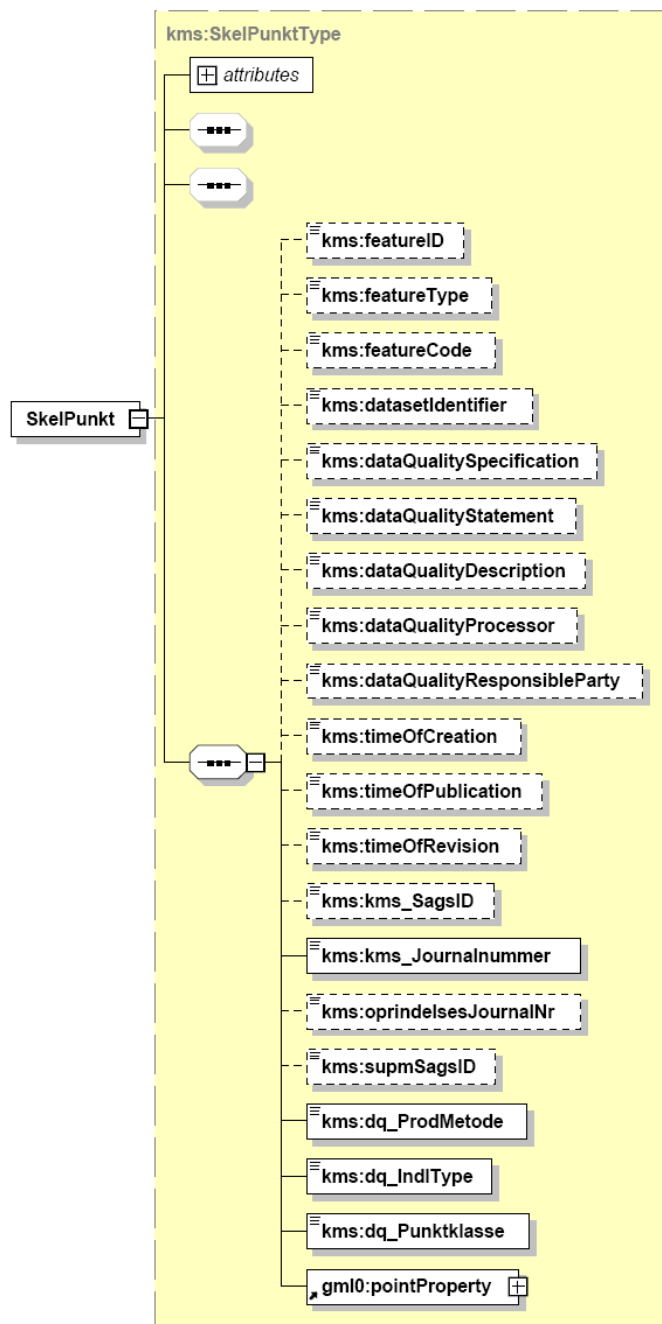 kms:SkelPunktType
attributes
kms:featureID
kms:featureType
kms:featureCode
SkelPunkt
kms:datasetIdentifier
kms:dataQualitySpecification
kms:dataQualityStatement
kms:dataQualityDescription
kms:dataQualityProcessor
kms:dataQualityResponsibleParty
kms:timeOfCreation
kms:timeOfPublication
kms:timeOfRevision
kms:kms_SagsID
kms:kms_Journalnummer
kms:oprindelsesJournalNr
kms:supmSagsID
kms:dq_ProdMetode
kms:dq_IndlType
kms:dq_Punktklasse
gml0:pointProperty